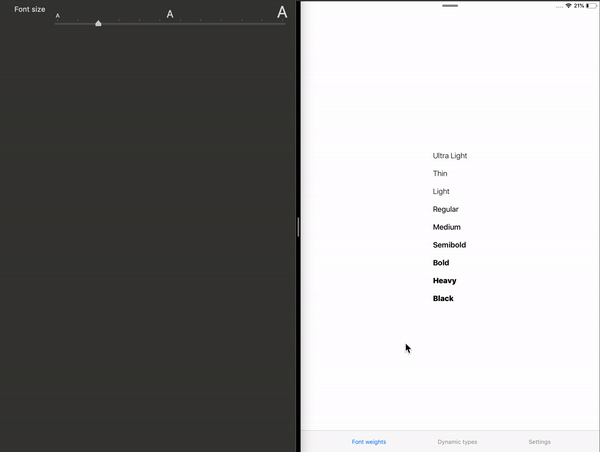 Font size
A
A
A
21%
Ultra Light
Thin
Light
Regular
Medium
Semibold
Bold
Heavy
Black
Font weights
Dynamic types
Settings